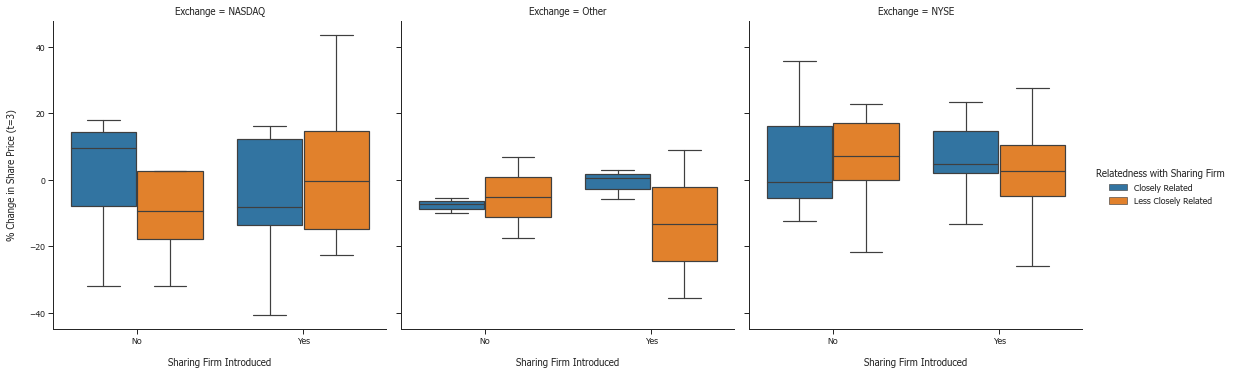 Exchange = NASDAQ
Exchange = Other
Exchange = NYSE
% Change in Share Price (t=3)
40
20
0
−20
−40
No
Yes
No
Yes
No
Yes
Sharing Firm Introduced
Sharing Firm Introduced
Sharing Firm Introduced
Relatedness with Sharing Firm
Closely Related
Less Closely Related